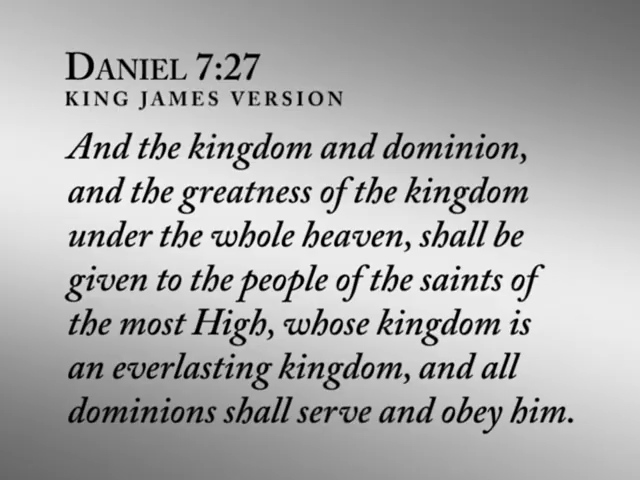 DANIEL 7:27
KING JAMES VERSION
And the kingdom and dominion,
and the greatness of the kingdom
under the whole heaven, shall be
given to the people of the saints of
the most High, whose kingdom is
an everlasting kingdom, and all
dominions shall serve and obey him.